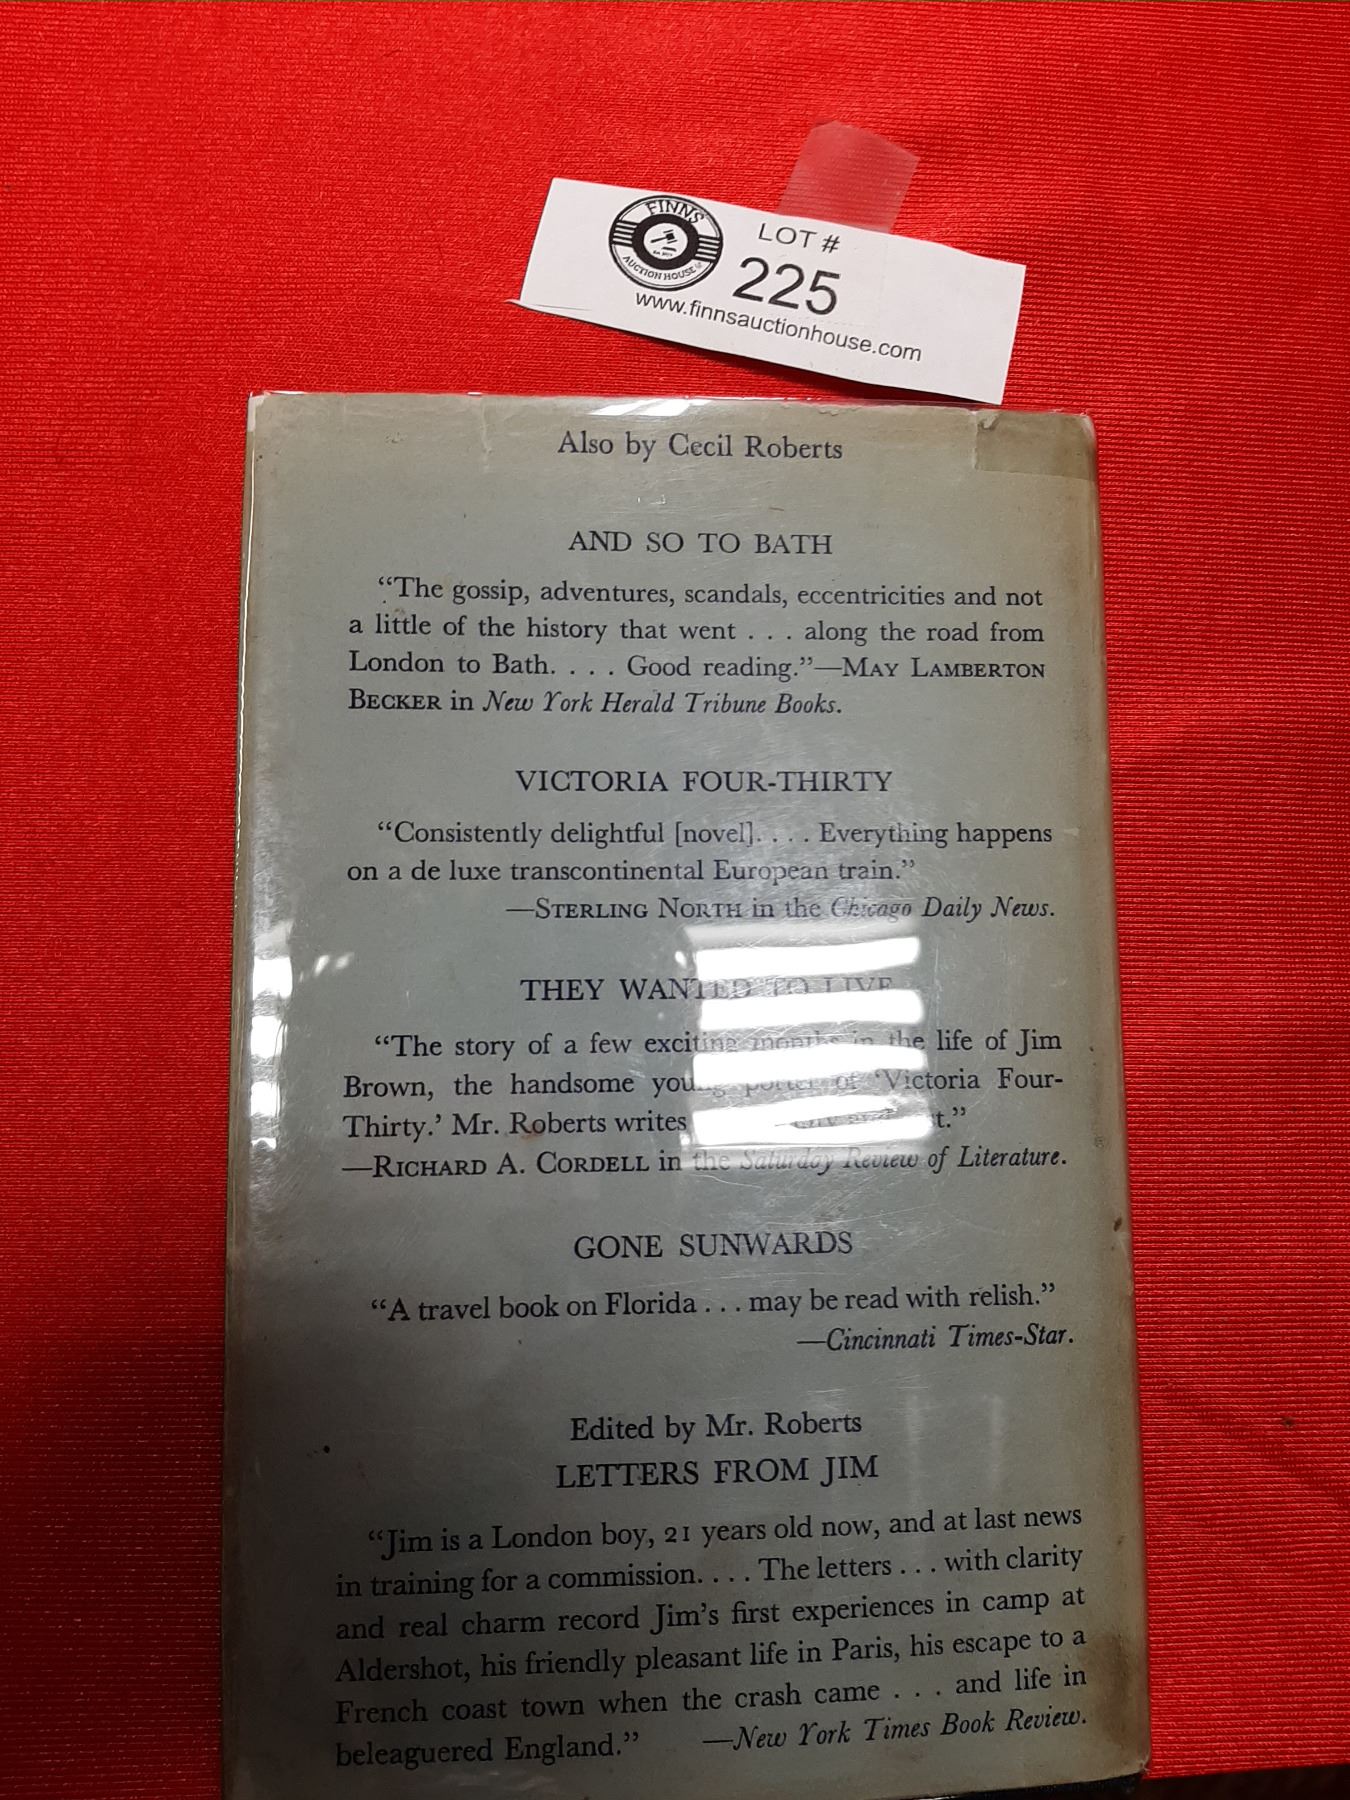 FINNS
AUCTION HOUSE
LOT #
225
www.finnsauctionhouse.com
Also by Cecil Roberts
AND SO TO BATH
“The gossip, adventures, scandals, eccentricities and not
a little of the history that went . . . along the road from
London to Bath. . . . Good reading.”—MAY LAMBERTON
BECKER in New York Herald Tribune Books.
VICTORIA FOUR-THIRTY
“Consistently delightful [novel]. . . . Everything happens
on a de luxe transcontinental European train.”
—STERLING NORTH in the Chicago Daily News.
THEY WANTED TO LIVE
“The story of a few exciting months in the life of Jim
Brown, the handsome young porter of ‘Victoria Four-
Thirty.’ Mr. Roberts writes
—RICHARD A. CORDELL in the Saturday Review of Literature.
GONE SUNWARDS
“A travel book on Florida . . . may be read with relish.”
—Cincinnati Times-Star.
Edited by Mr. Roberts
LETTERS FROM JIM
“Jim is a London boy, 21 years old now, and at last news
in training for a commission. . . . The letters . . . with clarity
and real charm record Jim’s first experiences in camp at
Aldershot, his friendly pleasant life in Paris, his escape to a
French coast town when the crash came . . . and life in
beleaguered England.” —New York Times Book Review.